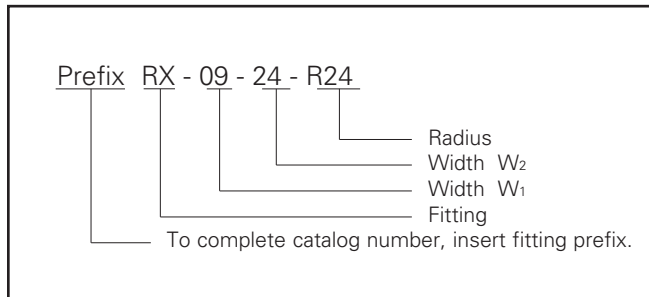 Prefix RX - 09 - 24 - R24
Radius
Width W₂
Width W₁
Fitting
To complete catalog number, insert fitting prefix.